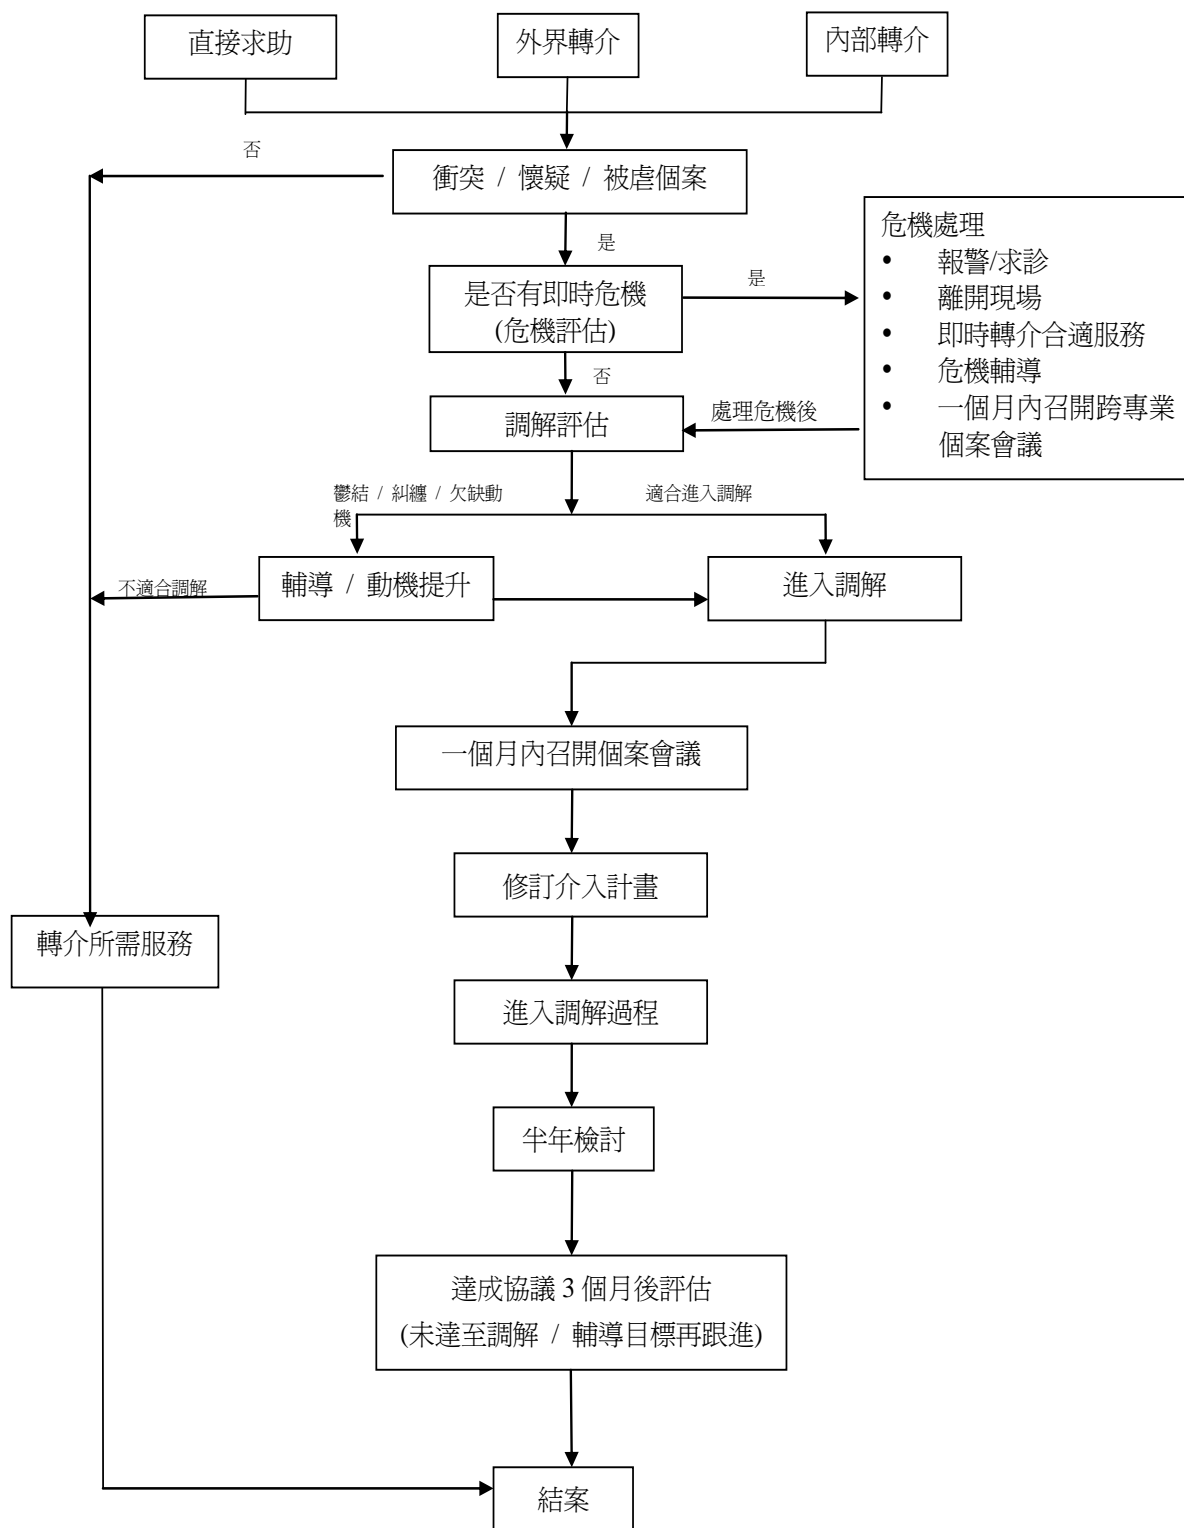 直接求助
外界轉介
內部轉介
否
衝突 / 懷疑 / 被虐個案
是
危機處理
• 報警/求診
• 離開現場
• 即時轉介合適服務
• 危機輔導
• 一個月內召開跨專業
個案會議
是否有即時危機
(危機評估)
是
否
調解評估
處理危機後
鬱結 / 糾纏 / 欠缺動
機
適合進入調解
不適合調解
輔導 / 動機提升
進入調解
一個月內召開個案會議
修訂介入計畫
轉介所需服務
進入調解過程
半年檢討
達成協議 3 個月後評估
(未達至調解 / 輔導目標再跟進)
結案